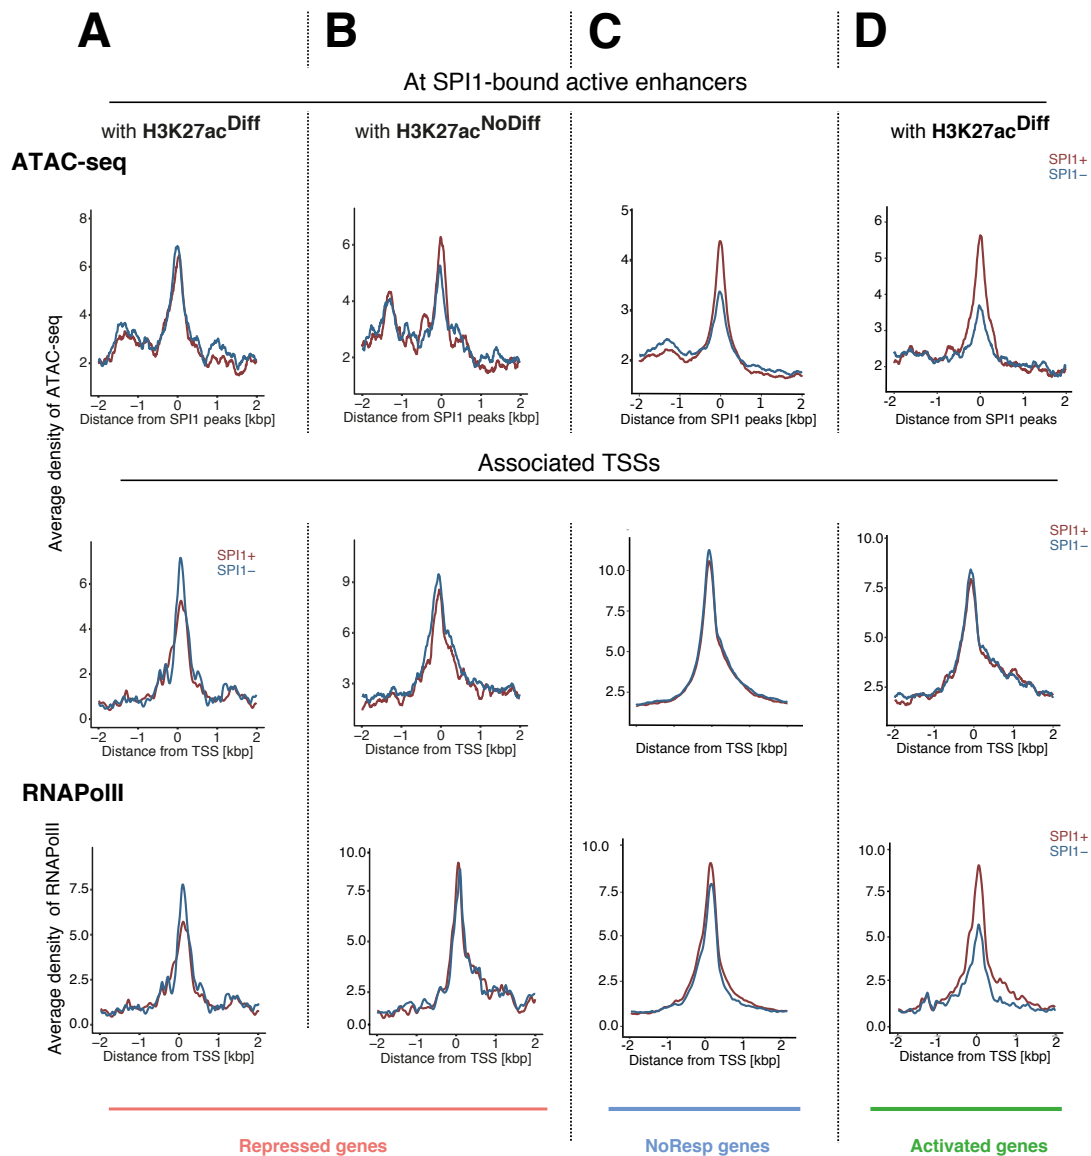 A
B
C
D
At SPI1-bound active enhancers
with H3K27ac^Diff
with H3K27ac^NoDiff
with H3K27ac^Diff
ATAC-seq
SPI1+
SPI1−
Average density of ATAC-seq
8
6
4
2
−2 −1 0 1 2
Distance from SPI1 peaks [kbp]
6
4
2
−2 −1 0 1 2
Distance from SPI1 peaks [kbp]
5
4
3
2
-2 -1 0 1 2
Distance from SPI1 peaks [kbp]
6
5
4
3
2
-2 -1 0 1 2
Distance from SPI1 peaks
Associated TSSs
SPI1+
SPI1−
6
4
2
0
−2 −1 0 1 2
Distance from TSS [kbp]
9
6
3
−2 −1 0 1 2
Distance from TSS [kbp]
10.0
7.5
5.0
2.5
Distance from TSS [kbp]
SPI1+
SPI1−
10.0
7.5
5.0
2.5
-2 -1 0 1 2
Distance from TSS [kbp]
RNAPolII
Average density of RNAPolII
7.5
5.0
2.5
0.0
−2 −1 0 1 2
Distance from TSS [kbp]
10.0
7.5
5.0
2.5
0.0
−2 −1 0 1 2
Distance from TSS [kbp]
10.0
7.5
5.0
2.5
0.0
-2 -1 0 1 2
Distance from TSS [kbp]
SPI1+
SPI1−
10.0
7.5
5.0
2.5
0.0
-2 -1 0 1 2
Distance from TSS [kbp]
Repressed genes
NoResp genes
Activated genes